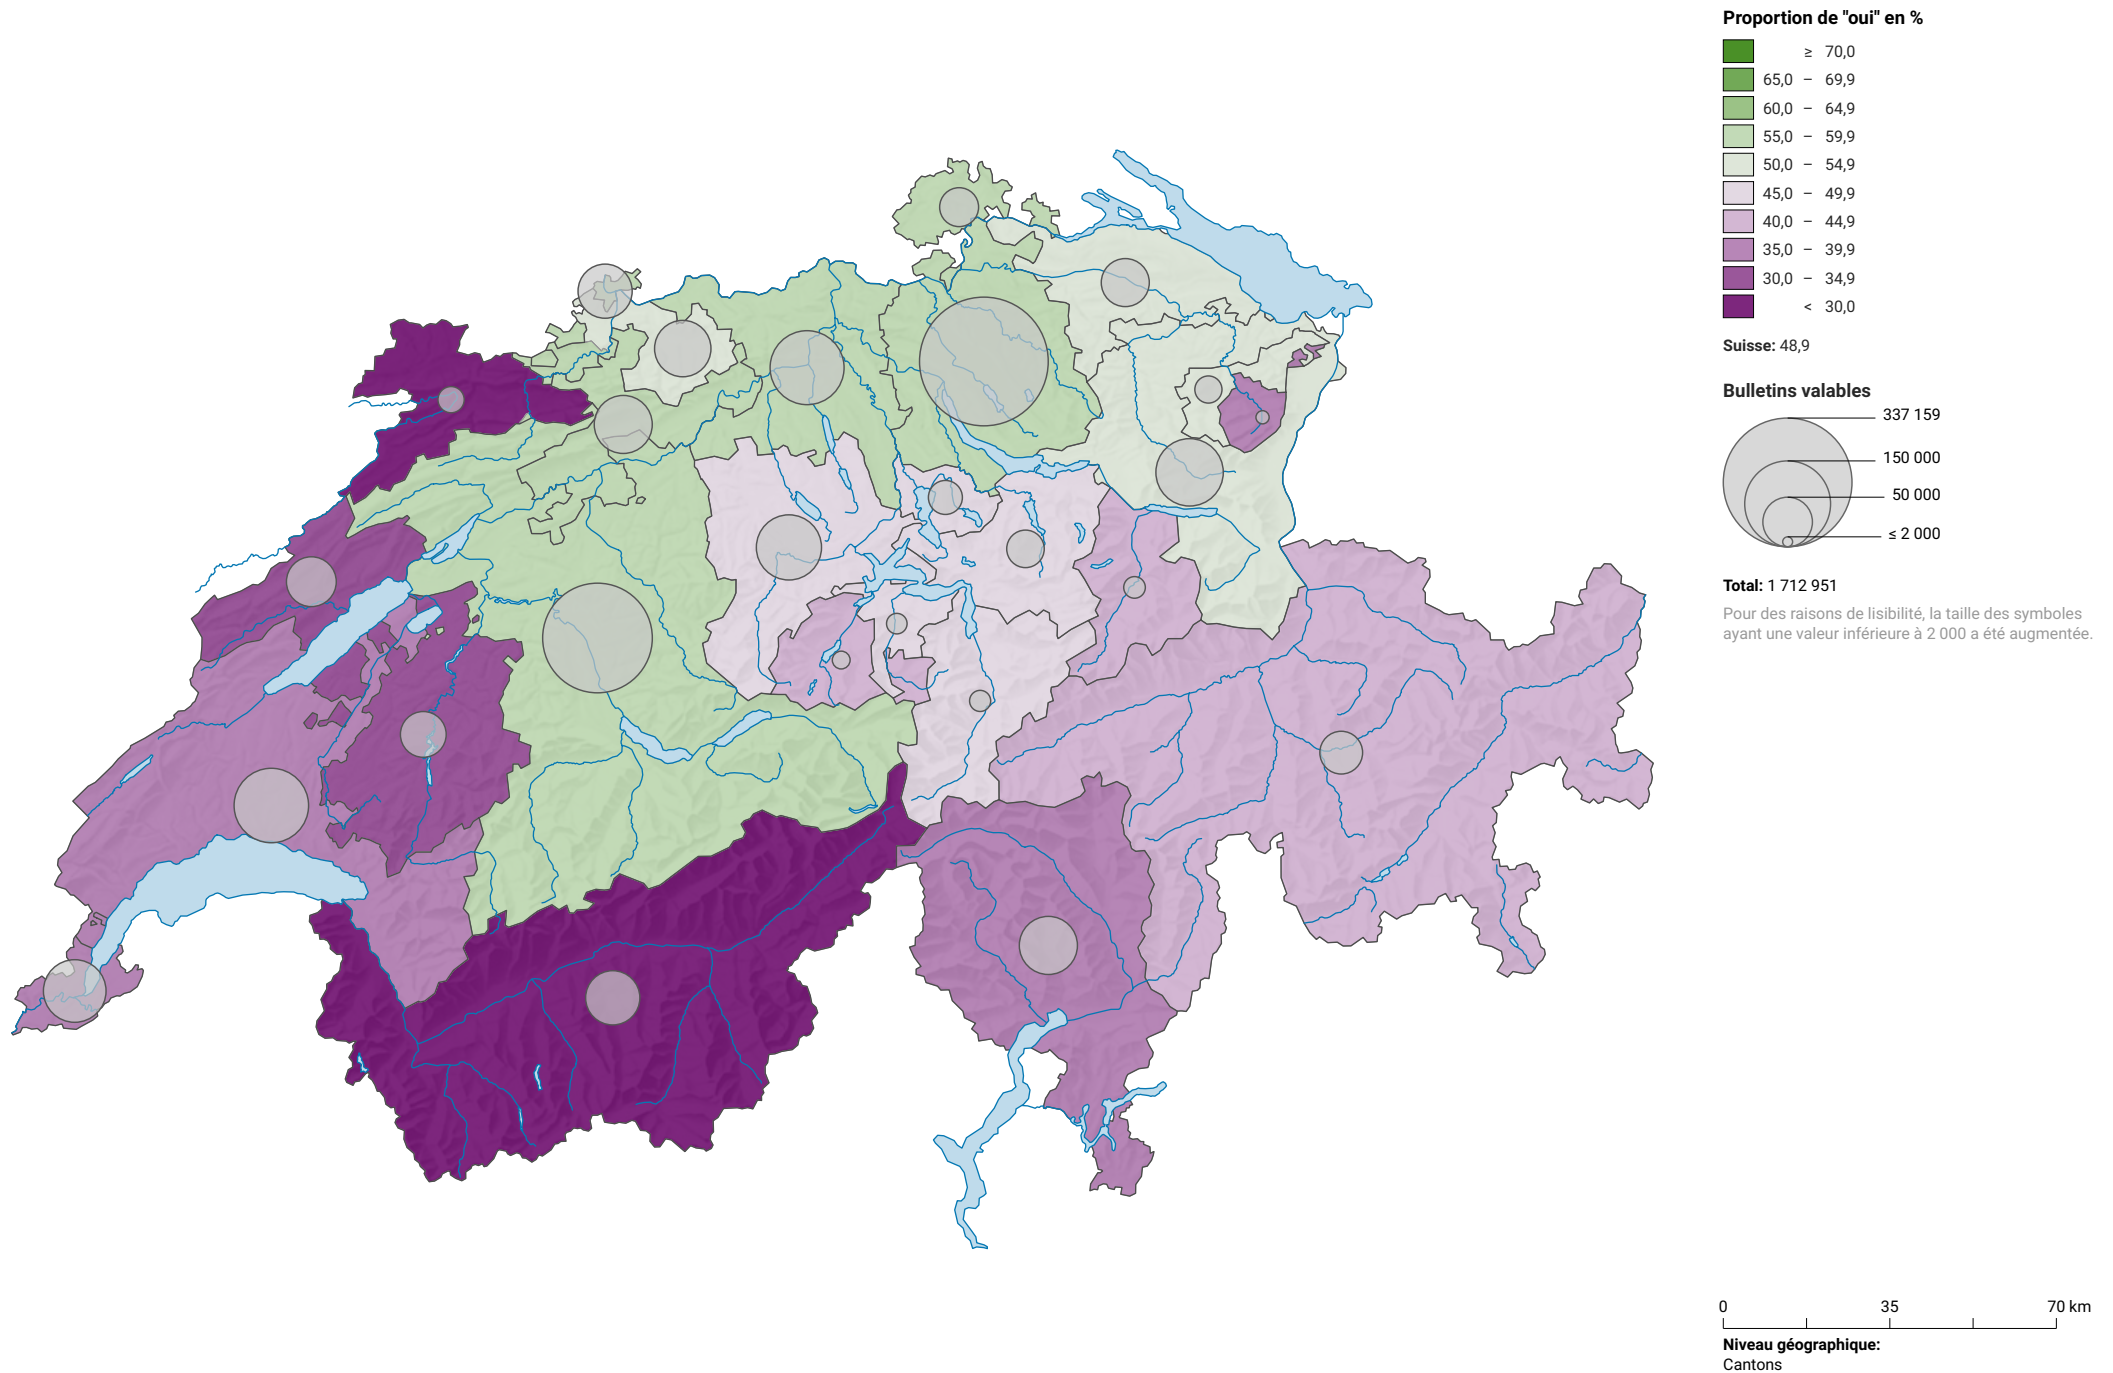 Proportion de "oui" en %
≥ 70,0
65,0 – 69,9
60,0 – 64,9
55,0 – 59,9
50,0 – 54,9
45,0 – 49,9
40,0 – 44,9
35,0 – 39,9
30,0 – 34,9
< 30,0
Suisse: 48,9
Bulletins valables
337 159
150 000
50 000
≤ 2 000
Total: 1 712 951
Pour des raisons de lisibilité, la taille des symboles
ayant une valeur inférieure à 2 000 a été augmentée.
0 35 70 km
Niveau géographique:
Cantons